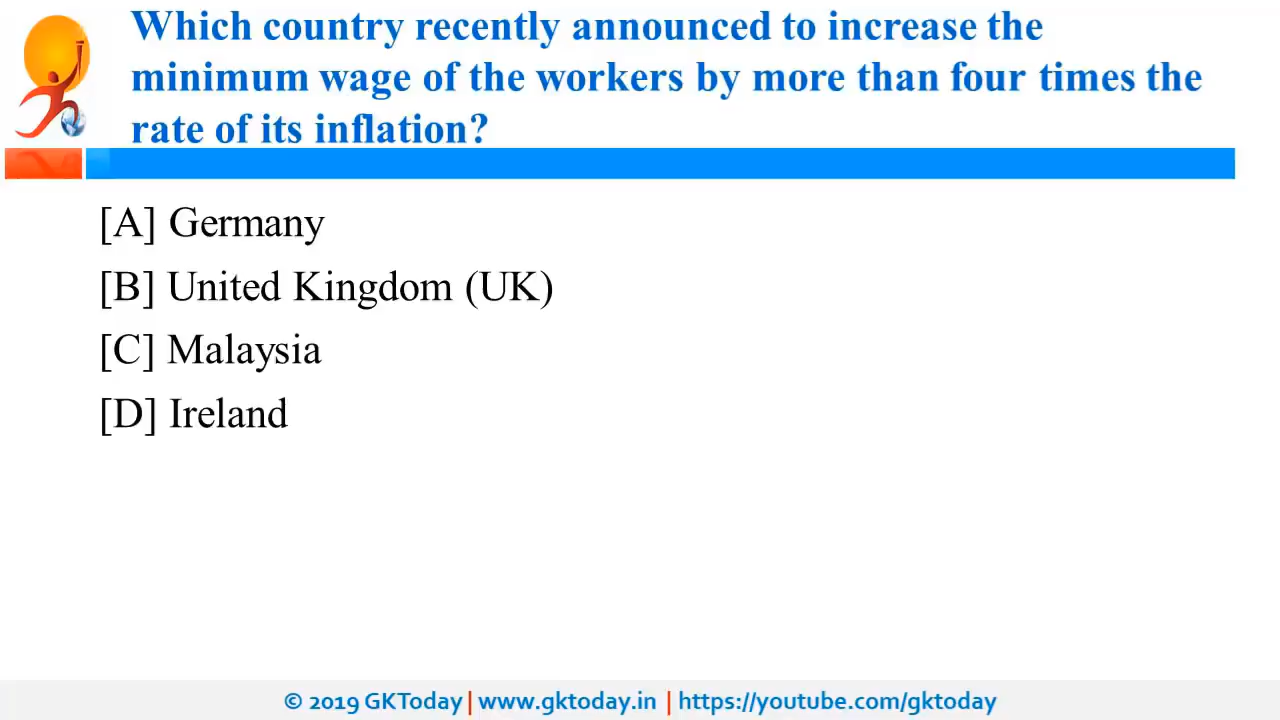 Which country recently announced to increase the
minimum wage of the workers by more than four times the
rate of its inflation?
[A] Germany
[B] United Kingdom (UK)
[C] Malaysia
[D] Ireland
© 2019 GKToday | www.gktoday.in | https://youtube.com/gktoday